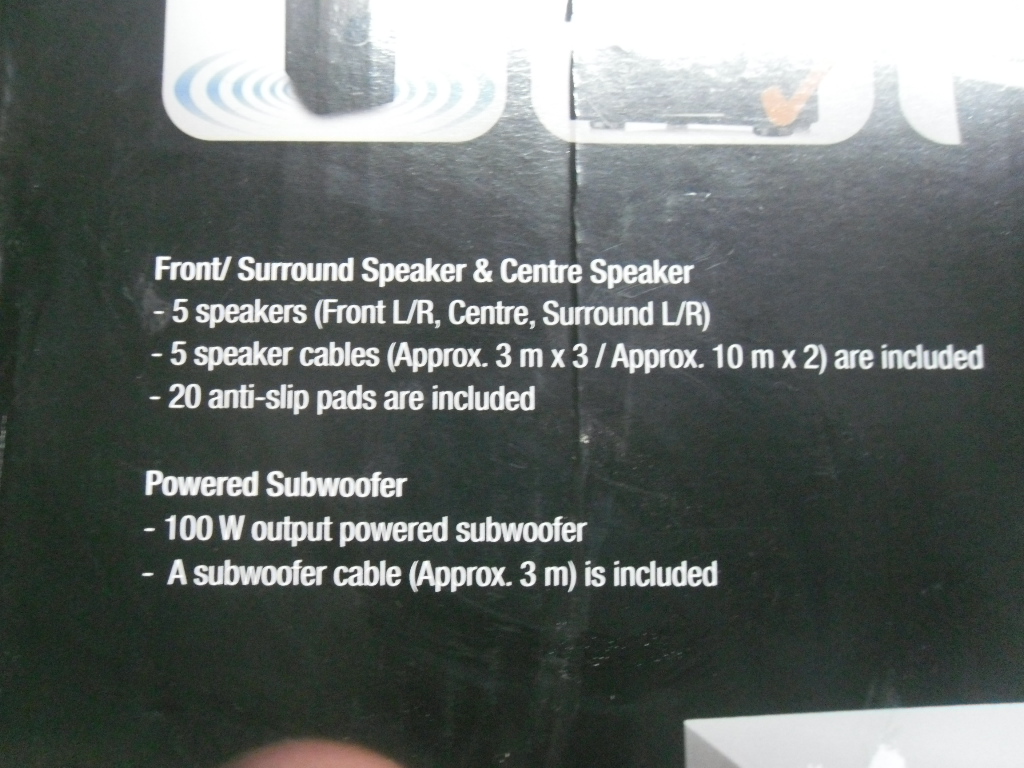 Front/ Surround Speaker & Centre Speaker
- 5 speakers (Front L/R, Centre, Surround L/R)
- 5 speaker cables (Approx. 3 m x 3 / Approx. 10 m x 2) are included
- 20 anti-slip pads are included
Powered Subwoofer
- 100 W output powered subwoofer
- A subwoofer cable (Approx. 3 m) is included